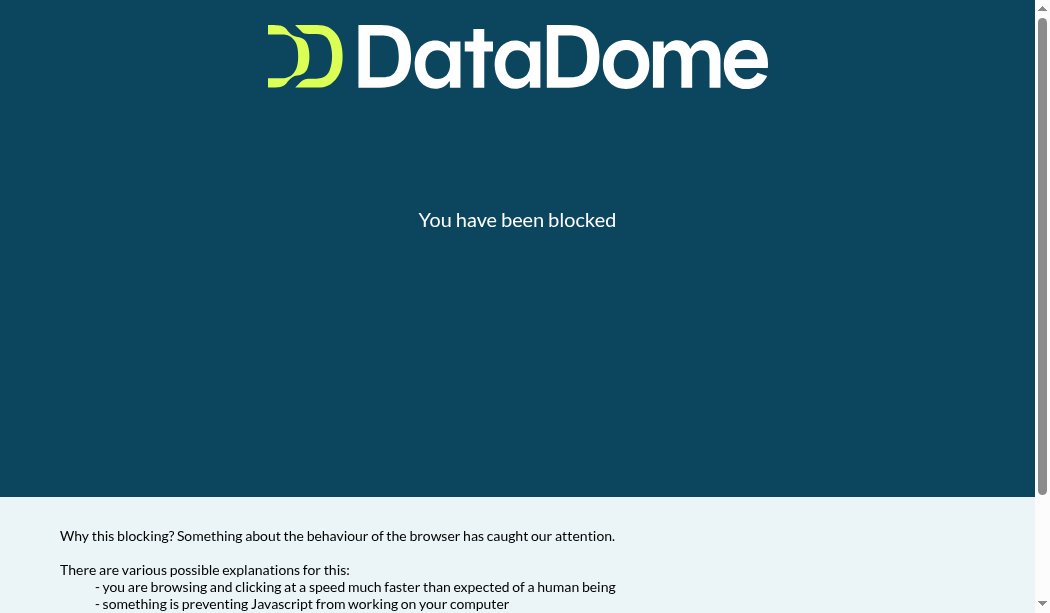 DataDome
You have been blocked
Why this blocking? Something about the behaviour of the browser has caught our attention.
There are various possible explanations for this:
- you are browsing and clicking at a speed much faster than expected of a human being
- something is preventing Javascript from working on your computer